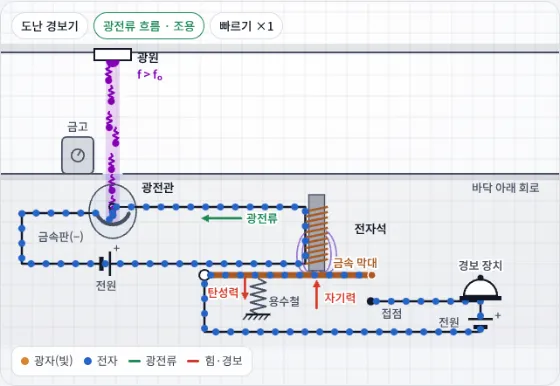 도난 경보기
광전류 흐름 · 조용
빠르기 ×1
광원
f > f₀
금고
광전관
바닥 아래 회로
광전류
전자석
금속판(−)
+
금속 막대
경보 장치
전원
탄성력
용수철
자기력
접점
전원
+
광자(빛)
전자
광전류
힘·경보